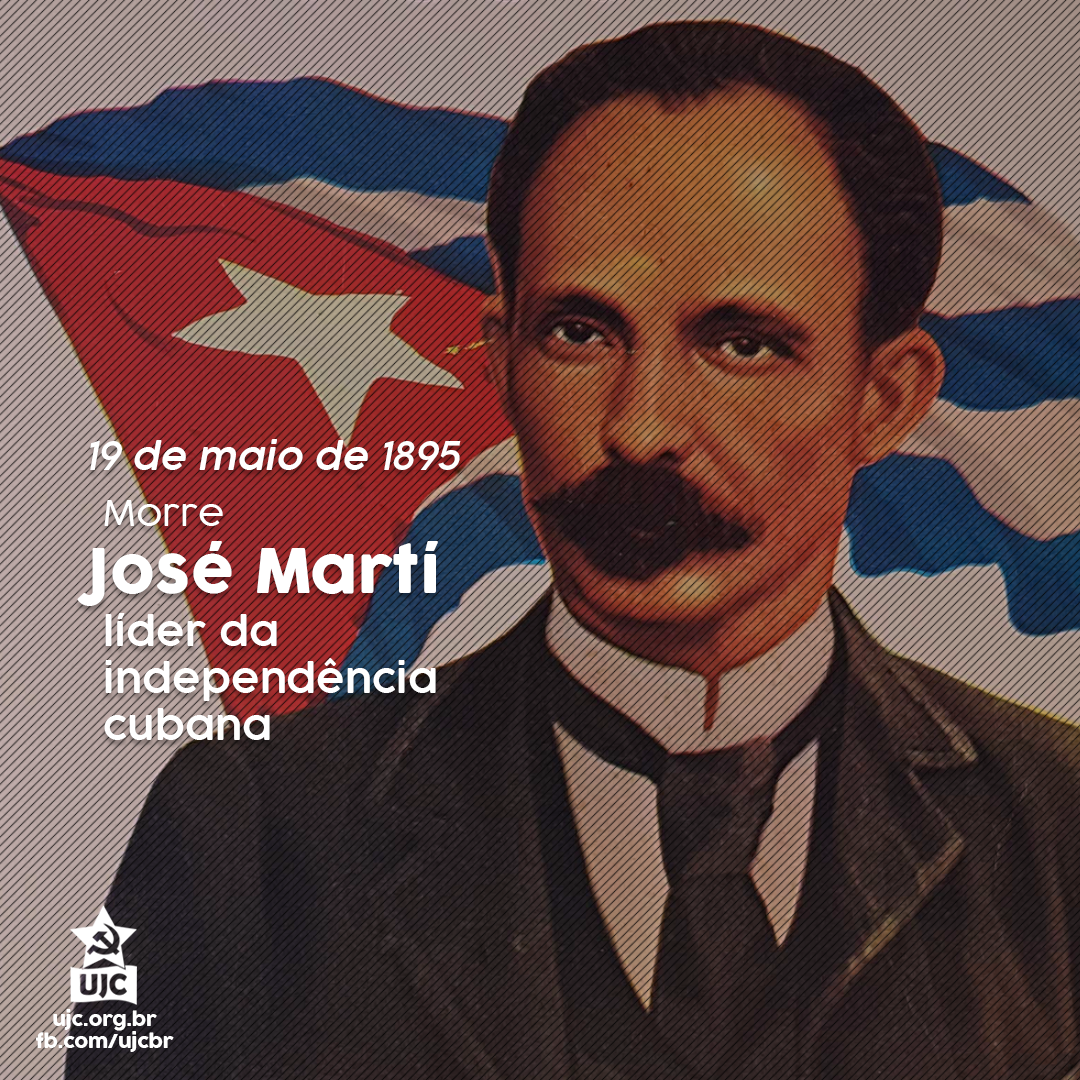 19 de maio de 1895
Morre
José Martí
líder da
independência
cubana
UJC
ujc.org.br
fb.com/ujcbr